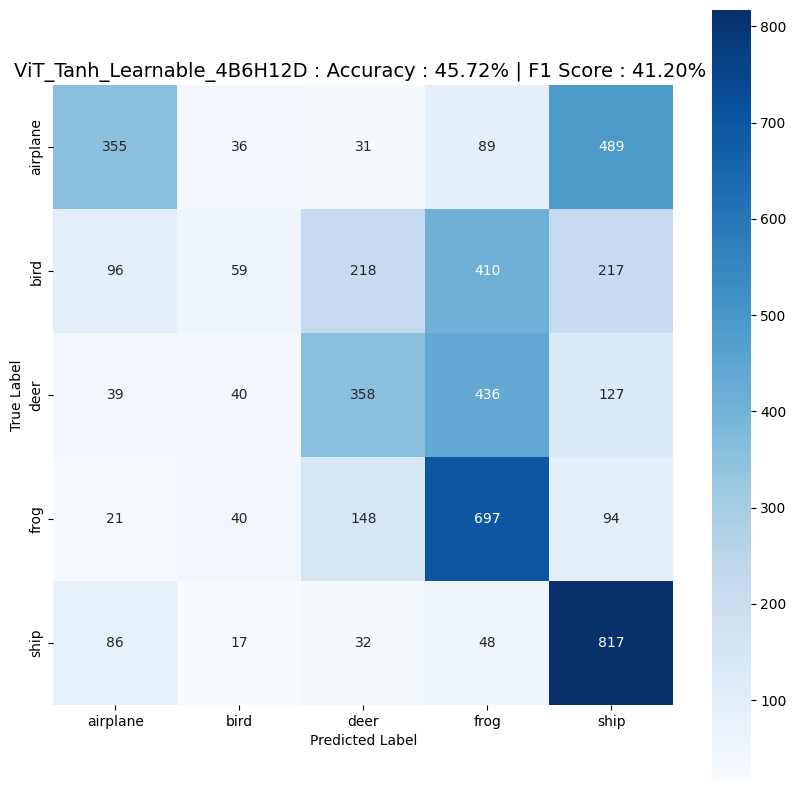 ViT_Tanh_Learnable_4B6H12D : Accuracy : 45.72% | F1 Score : 41.20%
800
700
600
500
400
300
200
100
True Label
airplane 355 36 31 89 489
bird 96 59 218 410 217
deer 39 40 358 436 127
frog 21 40 148 697 94
ship 86 17 32 48 817
airplane bird deer frog ship
Predicted Label